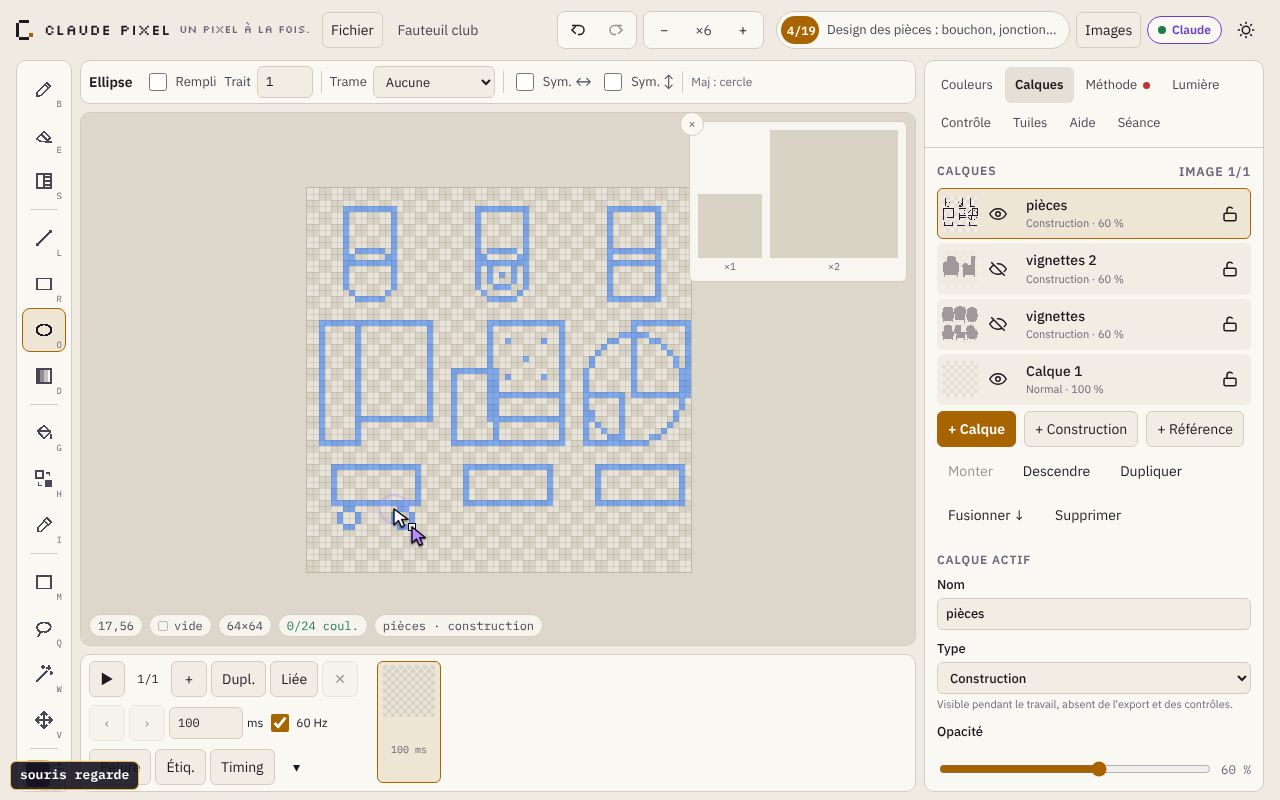 CLAUDE PIXEL UN PIXEL À LA FOIS. Fichier Fauteuil club − ×6 + 4/19 Design des pièces : bouchon, jonction… Images Claude
B
E
S
L
R
O
D
G
H
I
M
Q
W
V
Ellipse Rempli Trait 1 Trame Aucune Sym. ↔ Sym. ↕ Maj : cercle
×
×1 ×2
17,56 vide 64×64 0/24 coul. pièces · construction
▶ 1/1 + Dupl. Liée ×
‹ › 100 ms 60 Hz
Étiq. Timing ▼
100 ms
souris regarde
Couleurs Calques Méthode Lumière
Contrôle Tuiles Aide Séance
CALQUES IMAGE 1/1
pièces
Construction · 60 %
vignettes 2
Construction · 60 %
vignettes
Construction · 60 %
Calque 1
Normal · 100 %
+ Calque + Construction + Référence
Monter Descendre Dupliquer
Fusionner ↓ Supprimer
CALQUE ACTIF
Nom
pièces
Type
Construction
Visible pendant le travail, absent de l'export et des contrôles.
Opacité
60 %